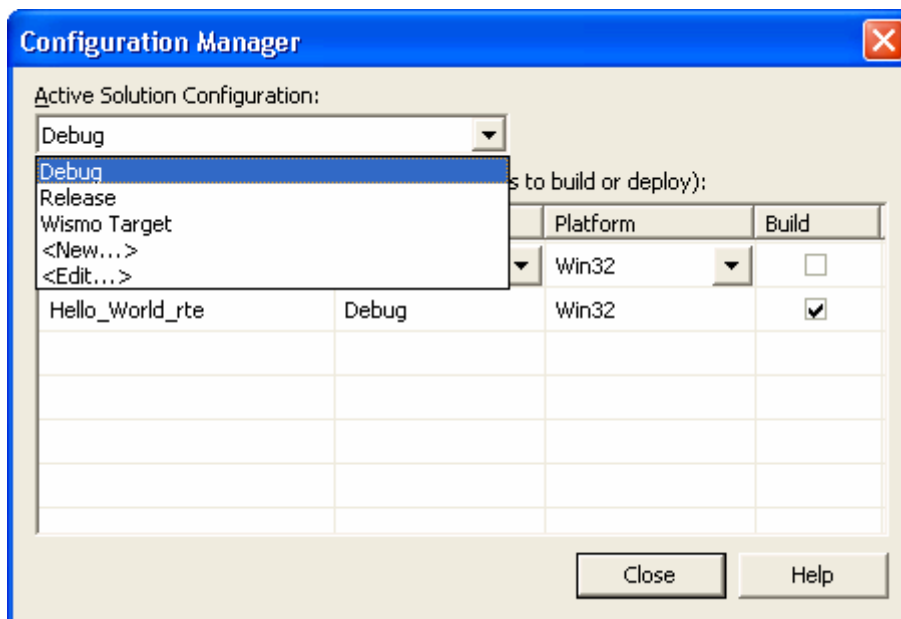 Configuration Manager
Active Solution Configuration:
Debug
Debug
Release
Wismo Target
<New...>
<Edit...>
s to build or deploy):
Platform Build
Win32
Hello_World_rte Debug Win32
Close Help